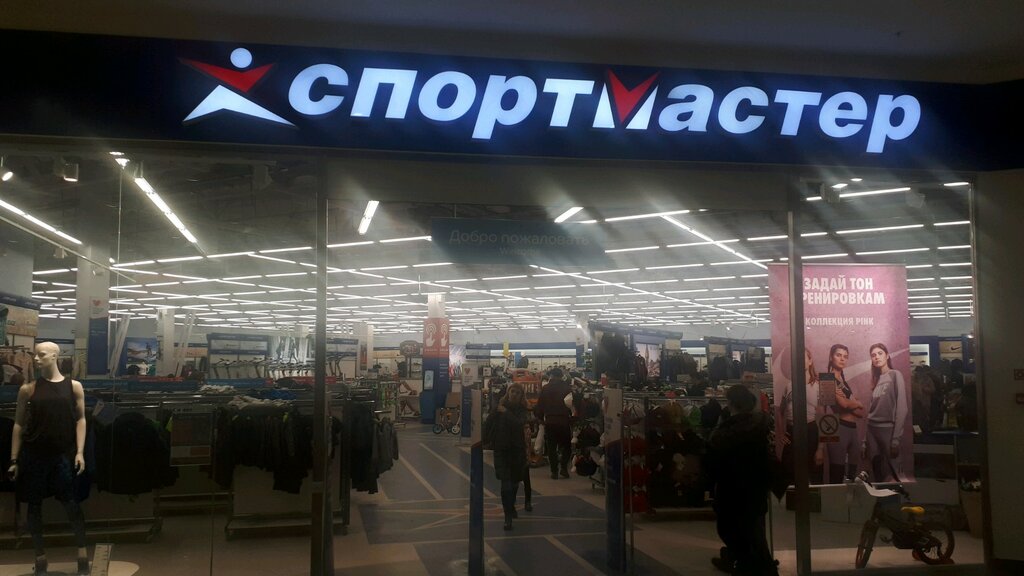 спортмастер
Добро пожаловать
ЗАДАЙ ТОН
ТРЕНИРОВКАМ
КОЛЛЕКЦИЯ PINK